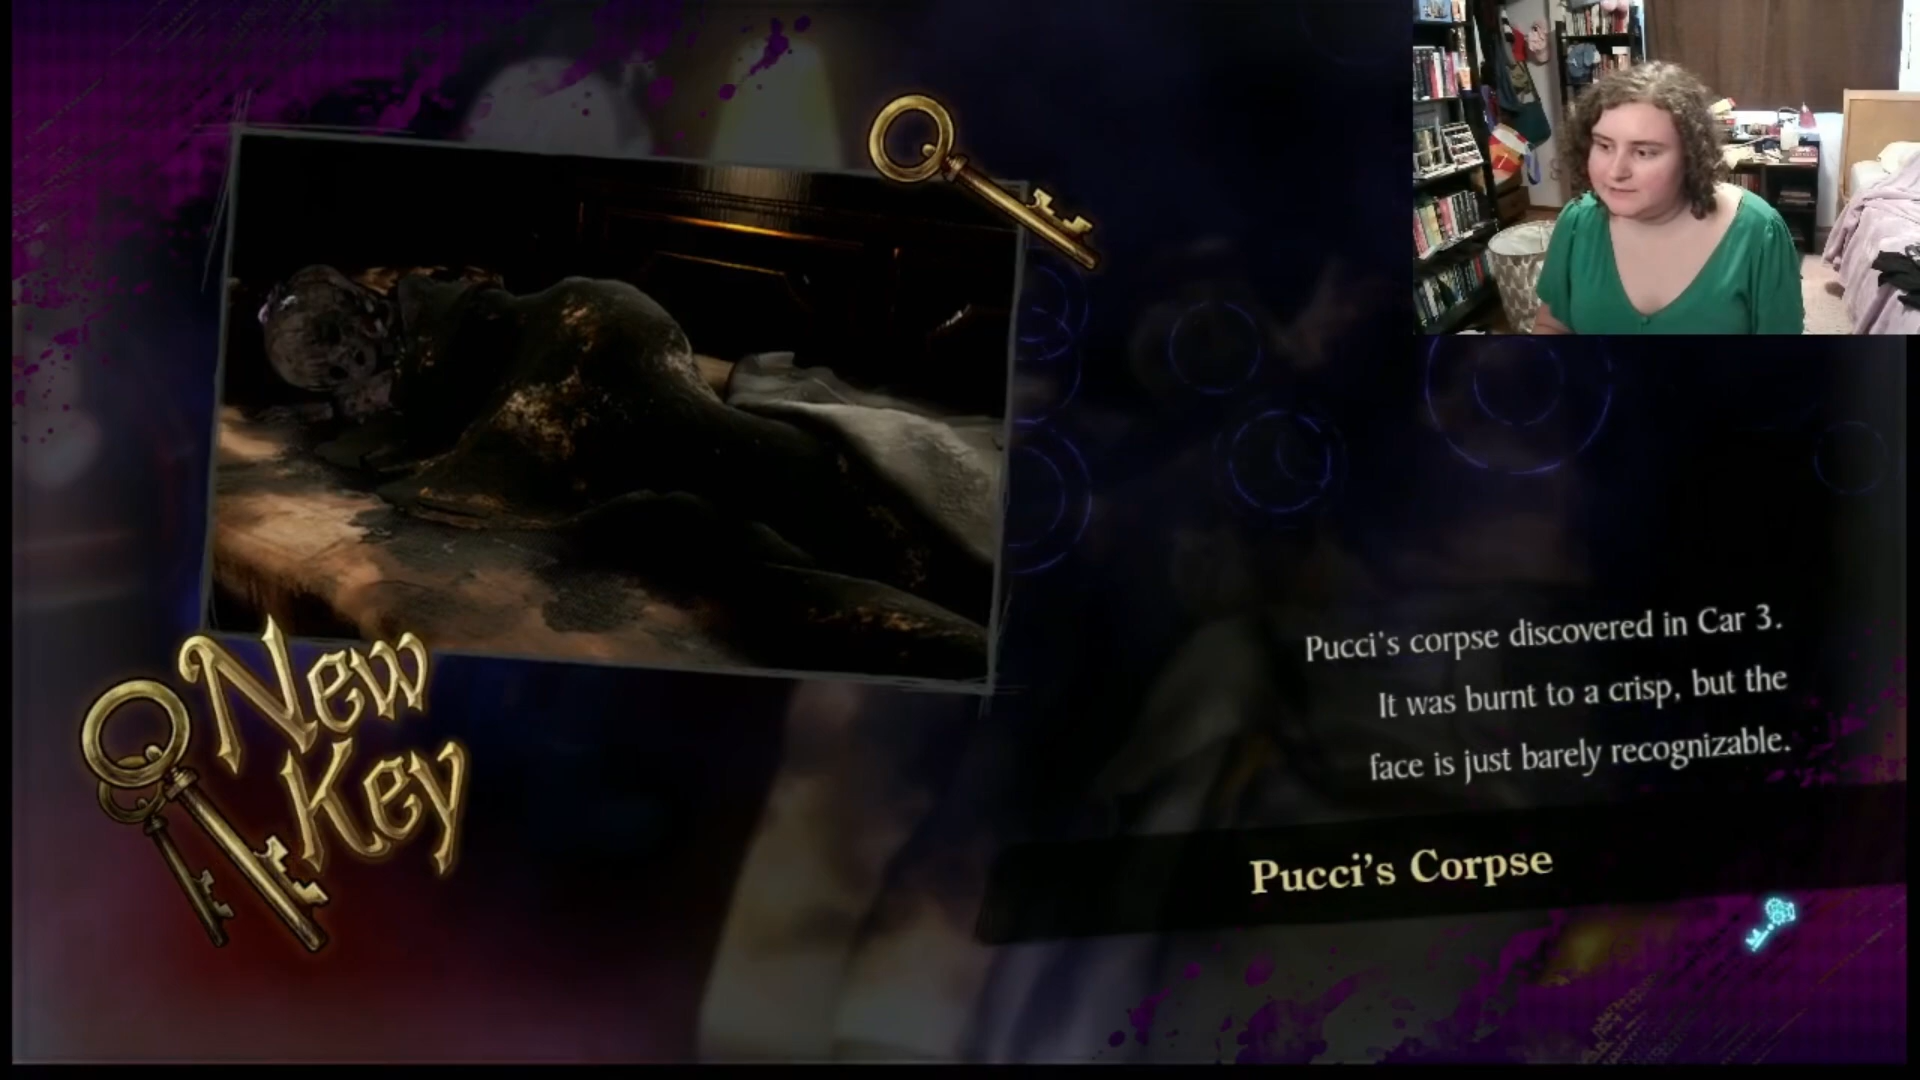 New
Key
Pucci's corpse discovered in Car 3.
It was burnt to a crisp, but the
face is just barely recognizable.
Pucci's Corpse